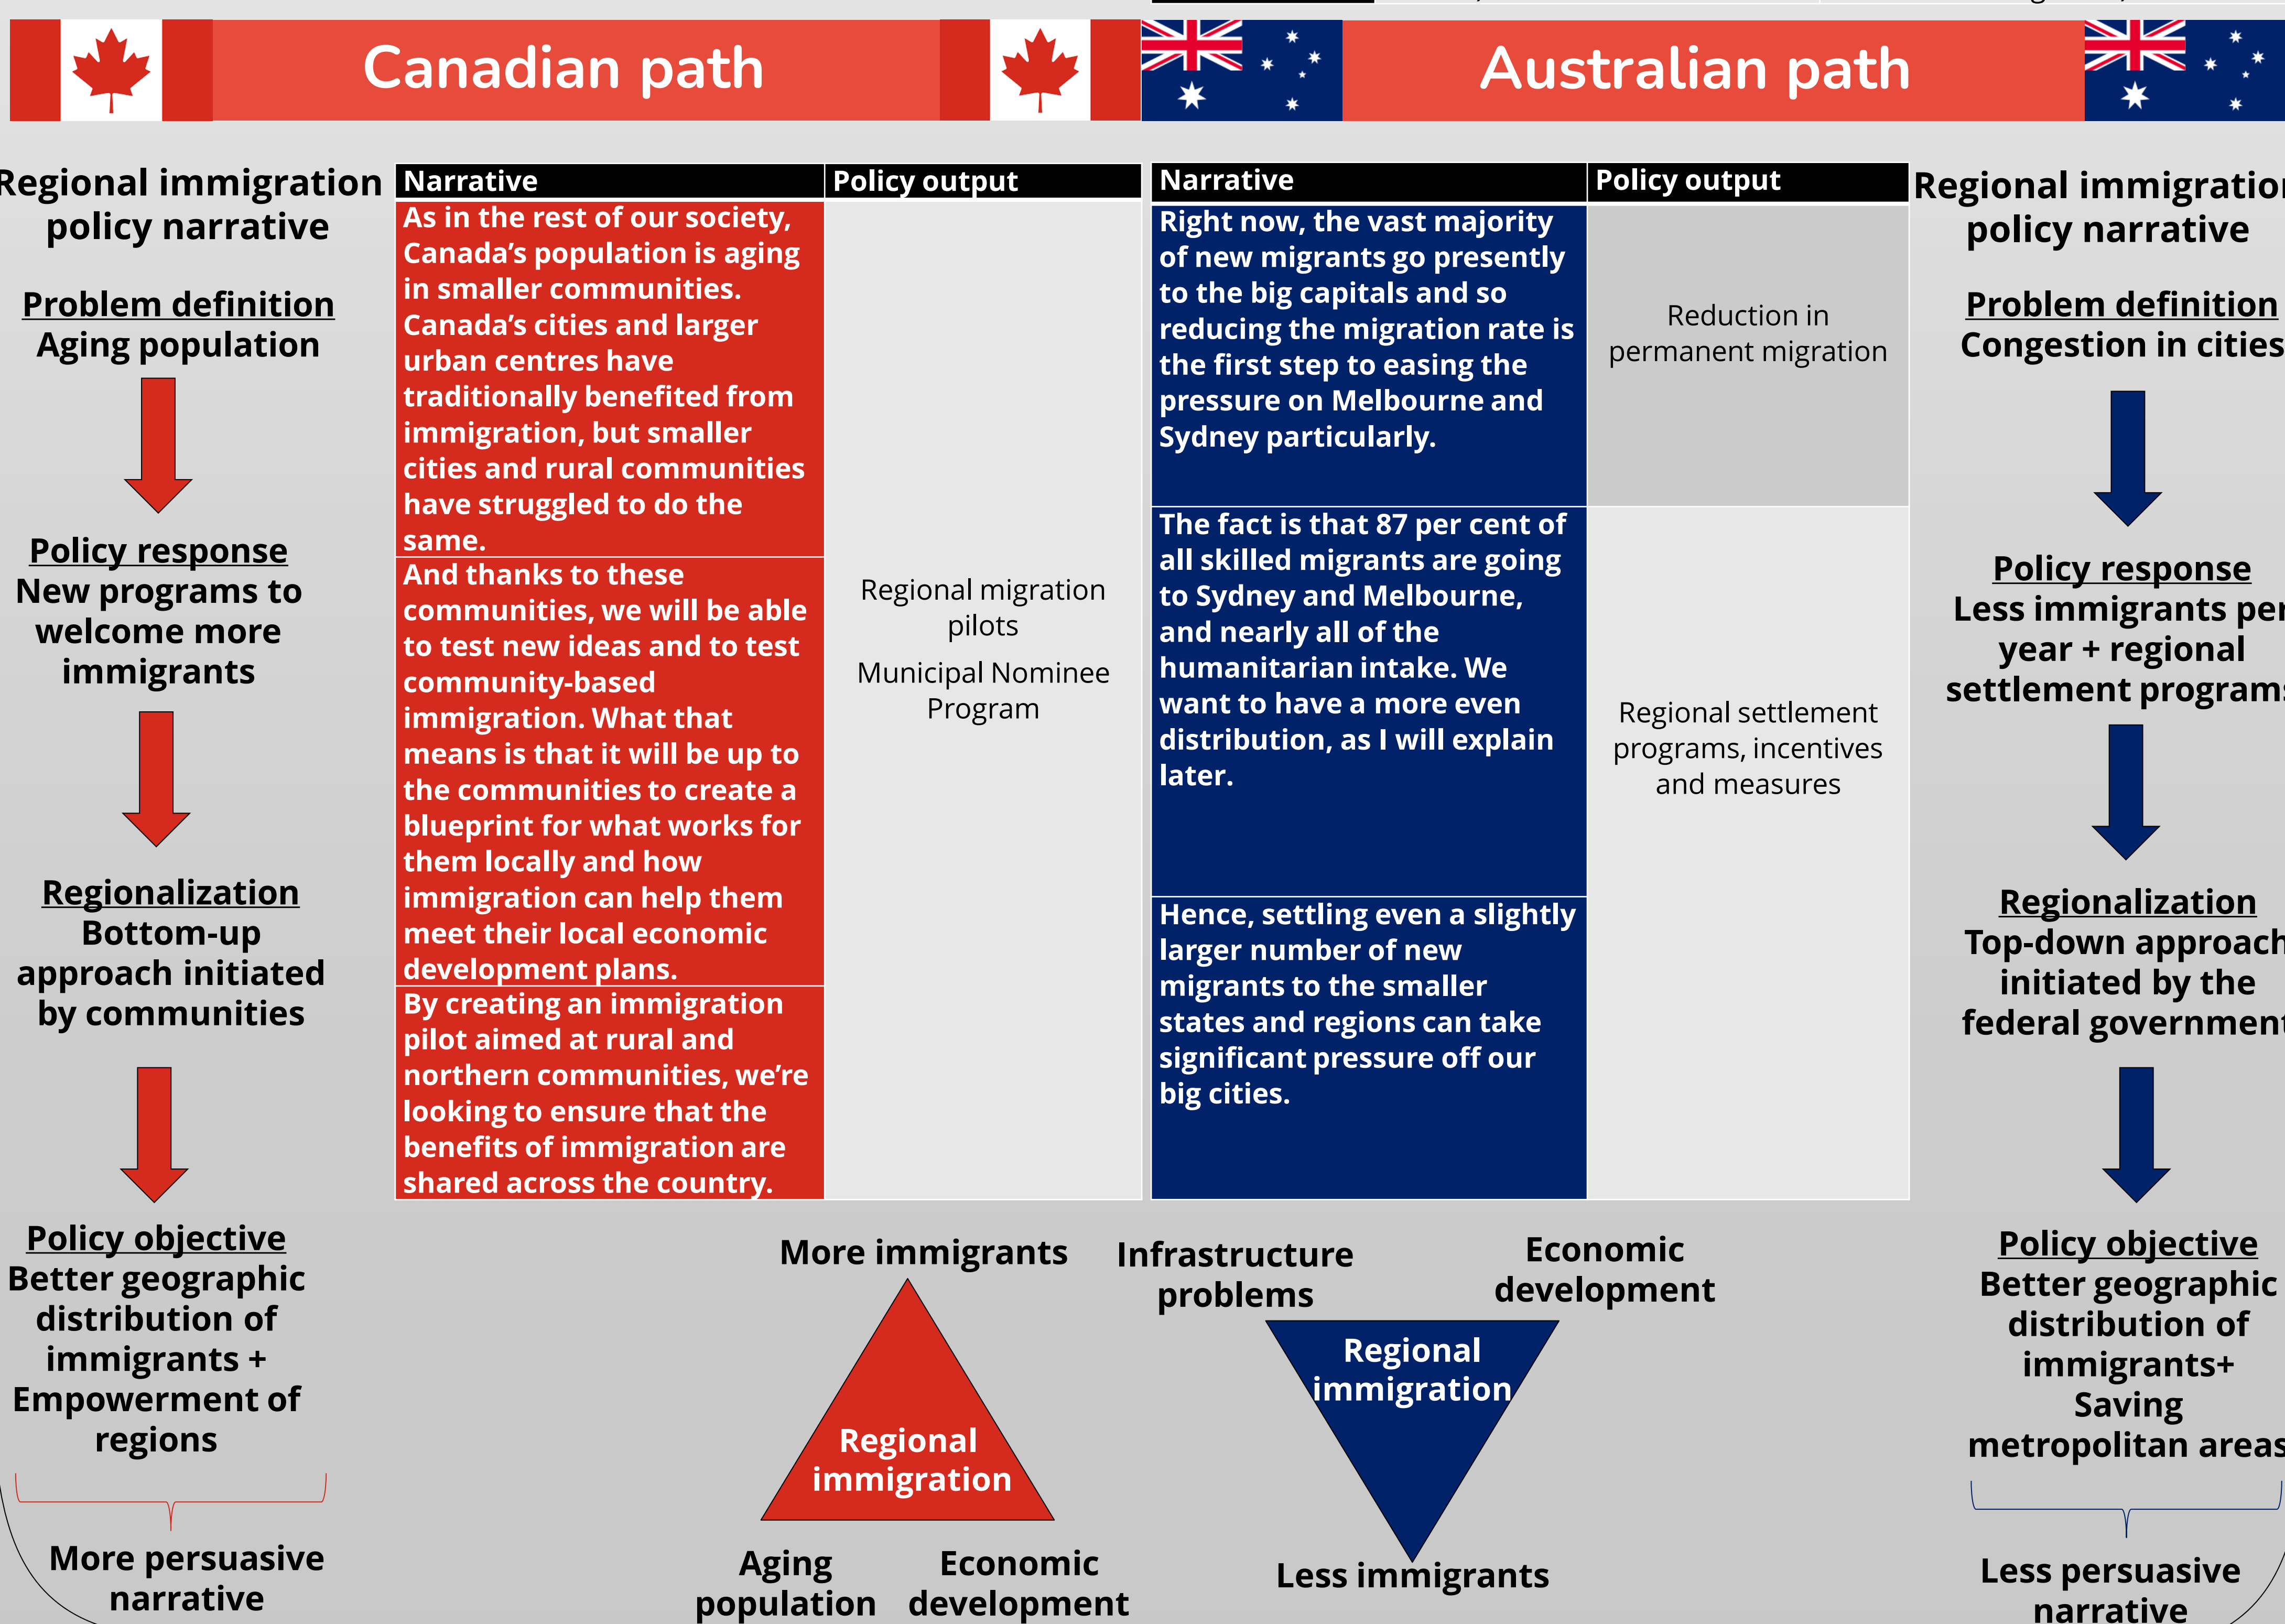 Canadian path
Australian path
Regional immigration
policy narrative
Problem definition
Aging population
Policy response
New programs to
welcome more
immigrants
Regionalization
Bottom-up
approach initiated
by communities
Policy objective
Better geographic
distribution of
immigrants +
Empowerment of
regions
More persuasive
narrative
Narrative
Policy output
As in the rest of our society,
Canada’s population is aging
in smaller communities.
Canada’s cities and larger
urban centres have
traditionally benefited from
immigration, but smaller
cities and rural communities
have struggled to do the
same.
And thanks to these
communities, we will be able
to test new ideas and to test
community-based
immigration. What that
means is that it will be up to
the communities to create a
blueprint for what works for
them locally and how
immigration can help them
meet their local economic
development plans.
By creating an immigration
pilot aimed at rural and
northern communities, we’re
looking to ensure that the
benefits of immigration are
shared across the country.
Regional migration
pilots
Municipal Nominee
Program
More immigrants
Regional
immigration
Aging
population
Economic
development
Narrative
Policy output
Right now, the vast majority
of new migrants go presently
to the big capitals and so
reducing the migration rate is
the first step to easing the
pressure on Melbourne and
Sydney particularly.
Reduction in
permanent migration
The fact is that 87 per cent of
all skilled migrants are going
to Sydney and Melbourne,
and nearly all of the
humanitarian intake. We
want to have a more even
distribution, as I will explain
later.
Hence, settling even a slightly
larger number of new
migrants to the smaller
states and regions can take
significant pressure off our
big cities.
Regional settlement
programs, incentives
and measures
Infrastructure
problems
Economic
development
Regional
immigration
Less immigrants
Regional immigration
policy narrative
Problem definition
Congestion in cities
Policy response
Less immigrants per
year + regional
settlement programs
Regionalization
Top-down approach
initiated by the
federal government
Policy objective
Better geographic
distribution of
immigrants+
Saving
metropolitan areas
Less persuasive
narrative